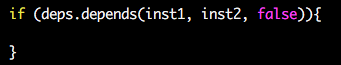 if (deps.depends(inst1, inst2, false)){
}